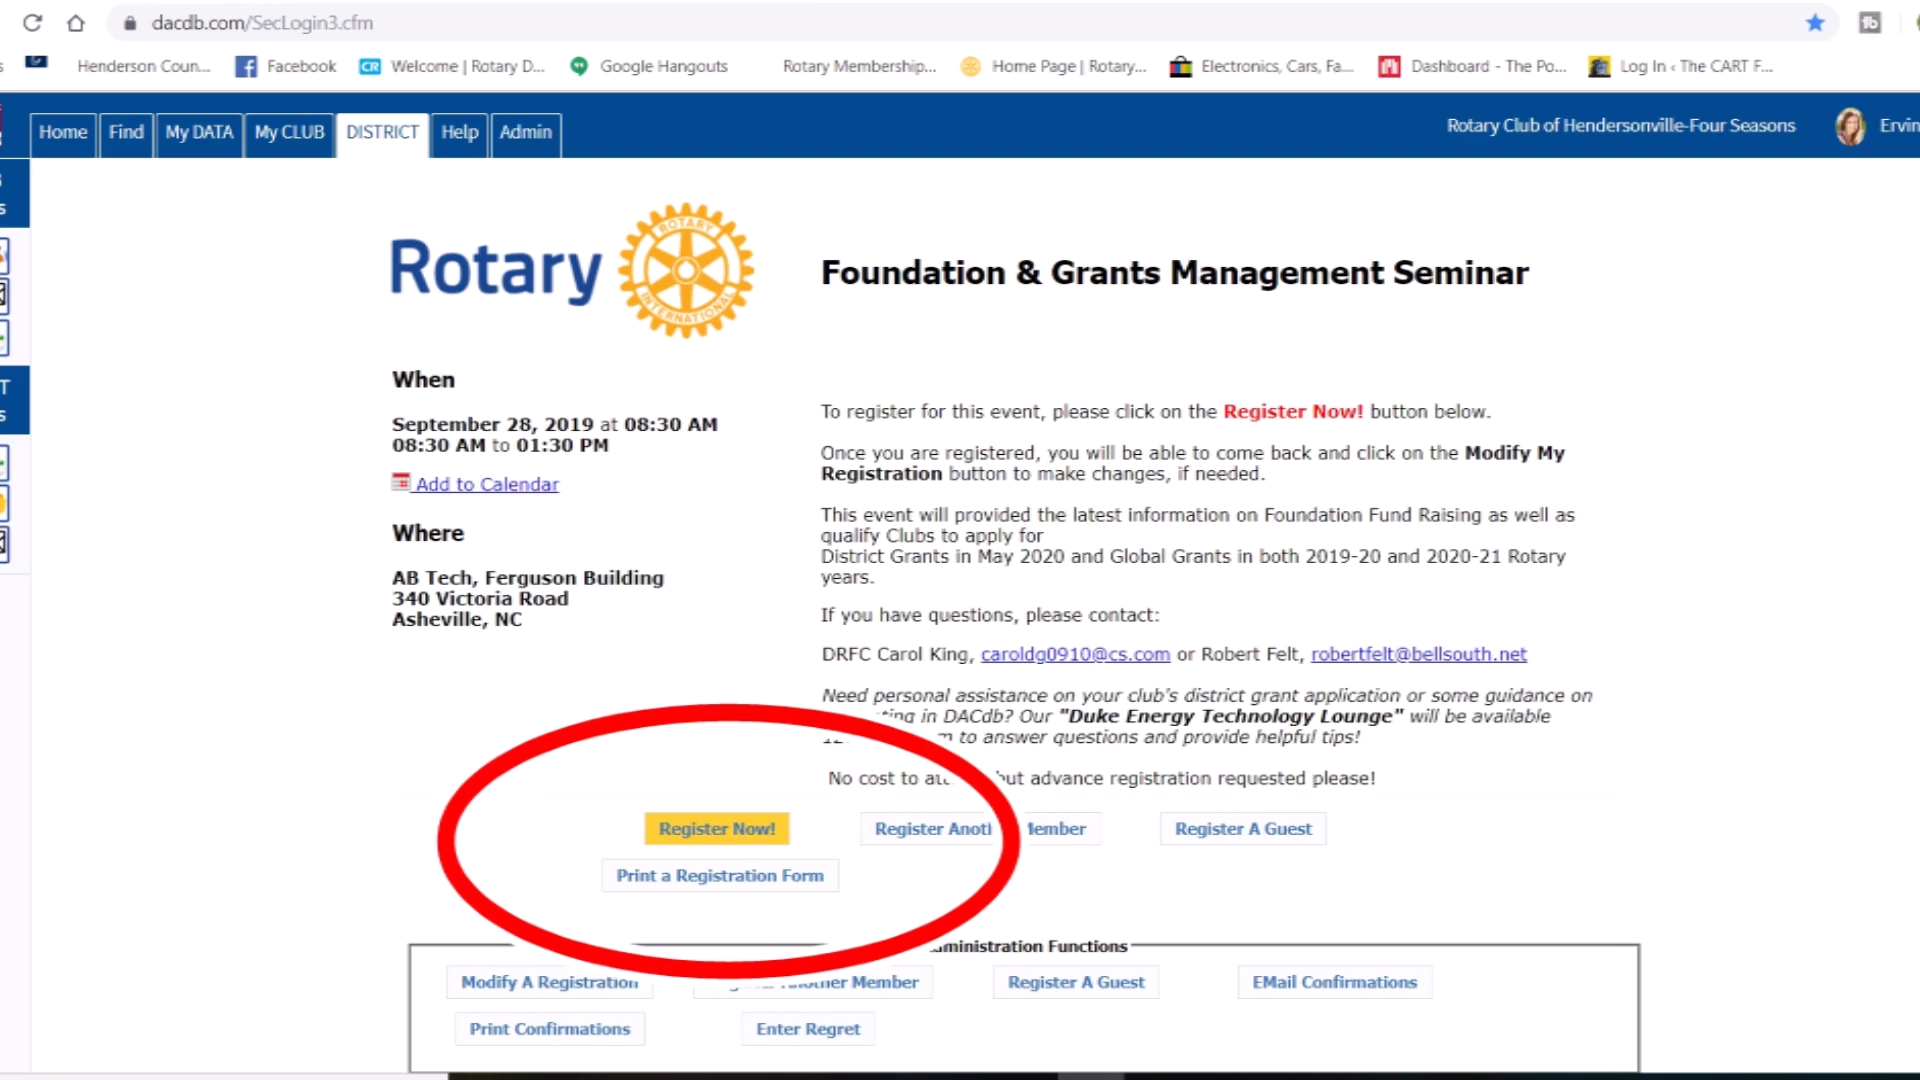 dacdb.com/SecLogin3.cfm
Henderson Coun... Facebook CR Welcome | Rotary D... Google Hangouts Rotary Membership... Home Page | Rotary... Electronics, Cars, Fa... Dashboard - The Po... Log In ‹ The CART F...
Home Find My DATA My CLUB DISTRICT Help Admin
Rotary Club of Hendersonville-Four Seasons Ervin
Rotary
ROTARY
INTERNATIONAL
Foundation & Grants Management Seminar
When
September 28, 2019 at 08:30 AM
08:30 AM to 01:30 PM
Add to Calendar
Where
AB Tech, Ferguson Building
340 Victoria Road
Asheville, NC
To register for this event, please click on the Register Now! button below.
Once you are registered, you will be able to come back and click on the Modify My
Registration button to make changes, if needed.
This event will provided the latest information on Foundation Fund Raising as well as
qualify Clubs to apply for
District Grants in May 2020 and Global Grants in both 2019-20 and 2020-21 Rotary
years.
If you have questions, please contact:
DRFC Carol King, caroldg0910@cs.com or Robert Felt, robertfelt@bellsouth.net
Need personal assistance on your club's district grant application or some guidance on
in DACdb? Our "Duke Energy Technology Lounge" will be available
to answer questions and provide helpful tips!
No cost to but advance registration requested please!
Register Now! Register Another Member Register A Guest
Print a Registration Form
Administration Functions
Modify A Registration Register Another Member Register A Guest EMail Confirmations
Print Confirmations Enter Regret